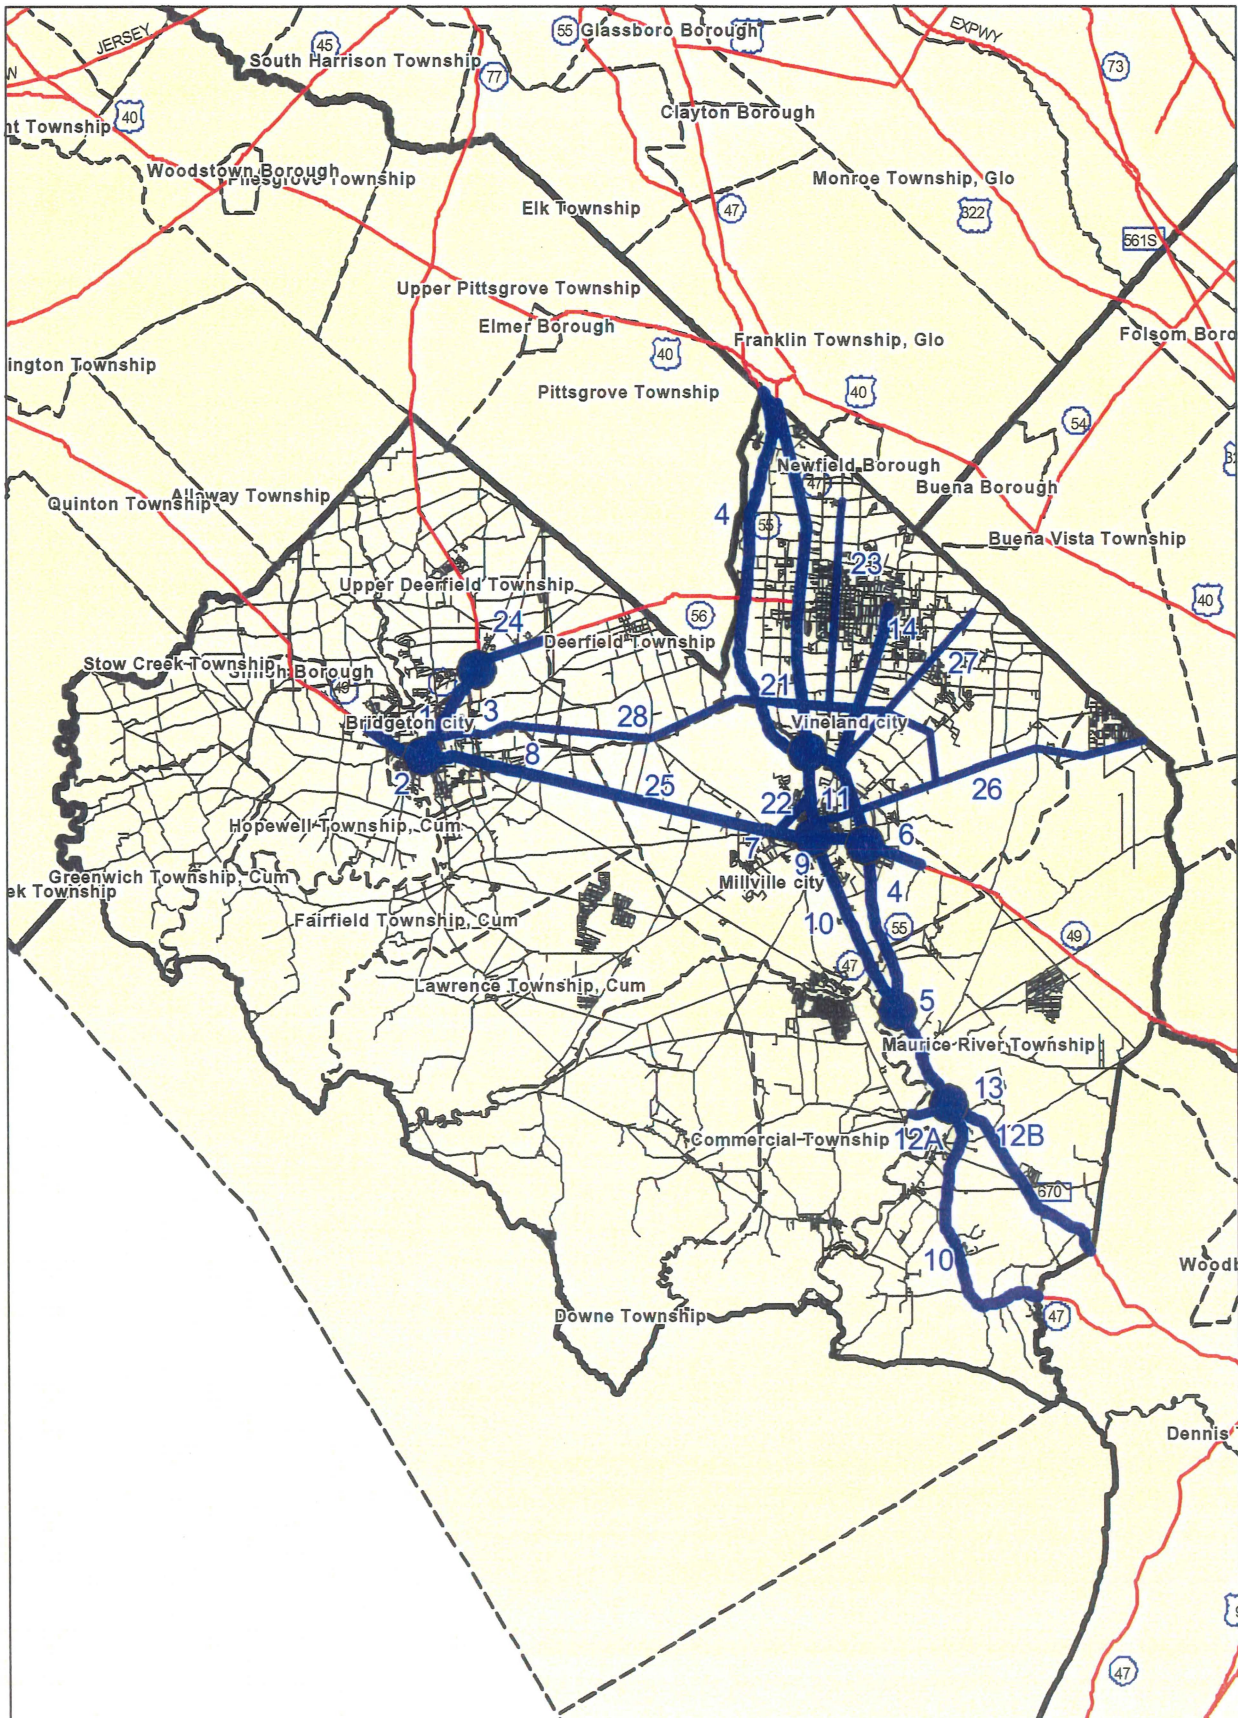 JERSEY
45
South Harrison Township
77
55
Glassboro Borough
EXPWY
73
40
Clayton Borough
nt Township
Woodstown Borough
Pilesgrove Township
Monroe Township, Glo
Elk Township
47
322
561S
Upper Pittsgrove Township
Elmer Borough
Franklin Township, Glo
Folsom Boro
40
ington Township
Pittsgrove Township
40
54
Newfield Borough
47
Buena Borough
Alloway Township
Quinton Township
4
55
Buena Vista Township
23
Upper Deerfield Township
40
56
24
14
Deerfield Township
27
Stow Creek Township
Shiloh Borough
49
77
21
1
3
28
Bridgeton city
Vineland city
8
2
25
22
11
26
Hopewell Township, Cum
7
9
6
Greenwich Township, Cum
Millville city
4
ek Township
Fairfield Township, Cum
10
55
49
47
Lawrence Township, Cum
5
Maurice River Township
13
12A
12B
Commercial Township
670
10
Woodb
47
Downe Township
Dennis
47